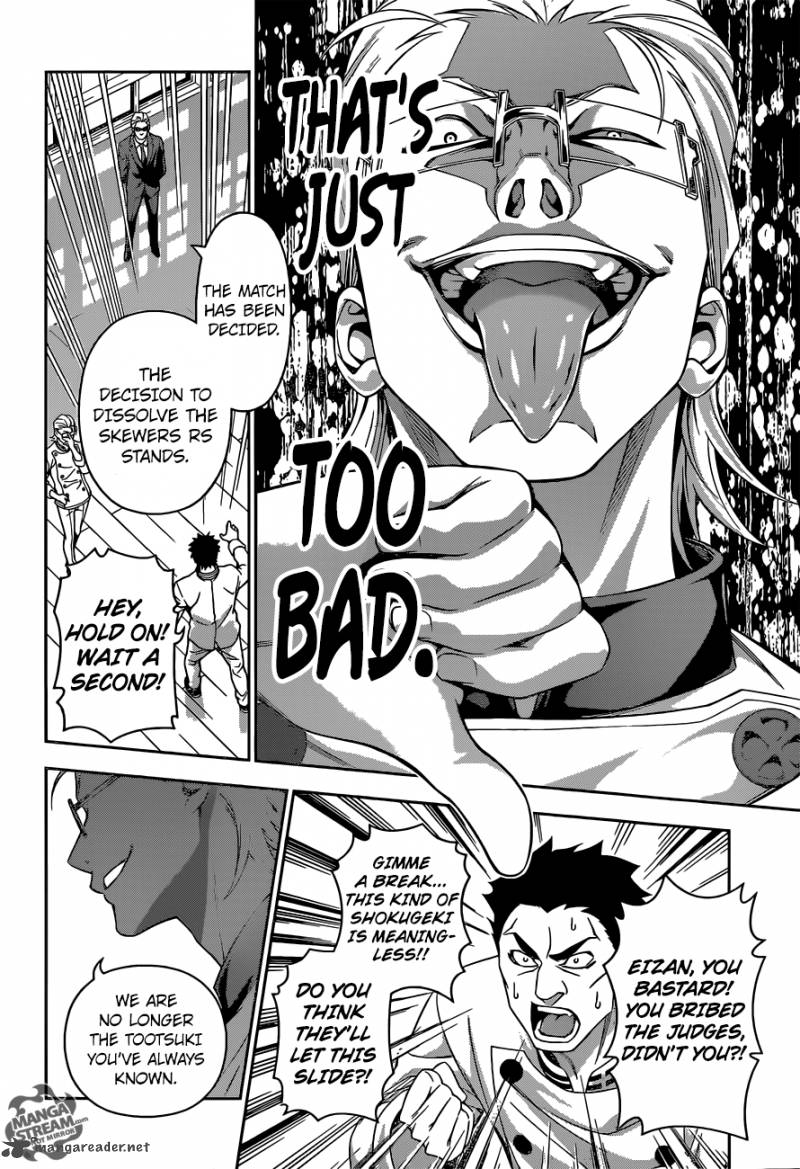 THAT'S
JUST
TOO
BAD.
THE MATCH
HAS BEEN
DECIDED.
THE
DECISION TO
DISSOLVE THE
SKEWERS RS
STANDS.
HEY,
HOLD ON!
WAIT A
SECOND!
EIZAN, YOU
BASTARD!
YOU BRIBED
THE JUDGES,
DIDN'T YOU?!
GIMME
A BREAK...
THIS KIND OF
SHOKUGEKI
IS MEANING-
LESS!!
DO YOU
THINK
THEY'LL
LET THIS
SLIDE?!
WE ARE
NO LONGER
THE TOOTSUKI
YOU'VE ALWAYS
KNOWN.
MANGA
STREAM.com
NOT MIRROR
mangareader.net